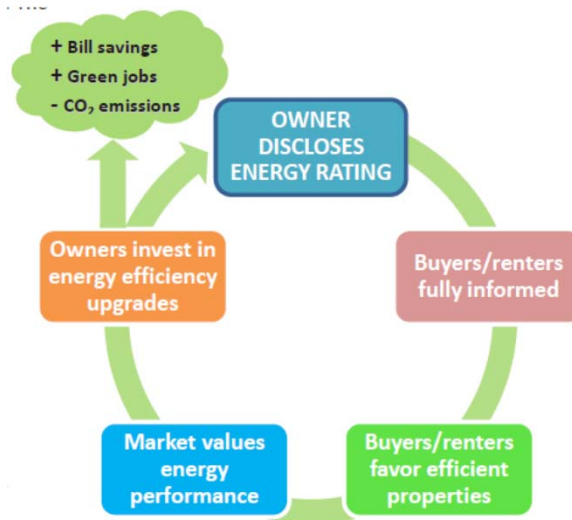 + Bill savings
+ Green jobs
- CO₂ emissions
OWNER
DISCLOSES
ENERGY RATING
Buyers/renters
fully informed
Buyers/renters
favor efficient
properties
Market values
energy
performance
Owners invest in
energy efficiency
upgrades